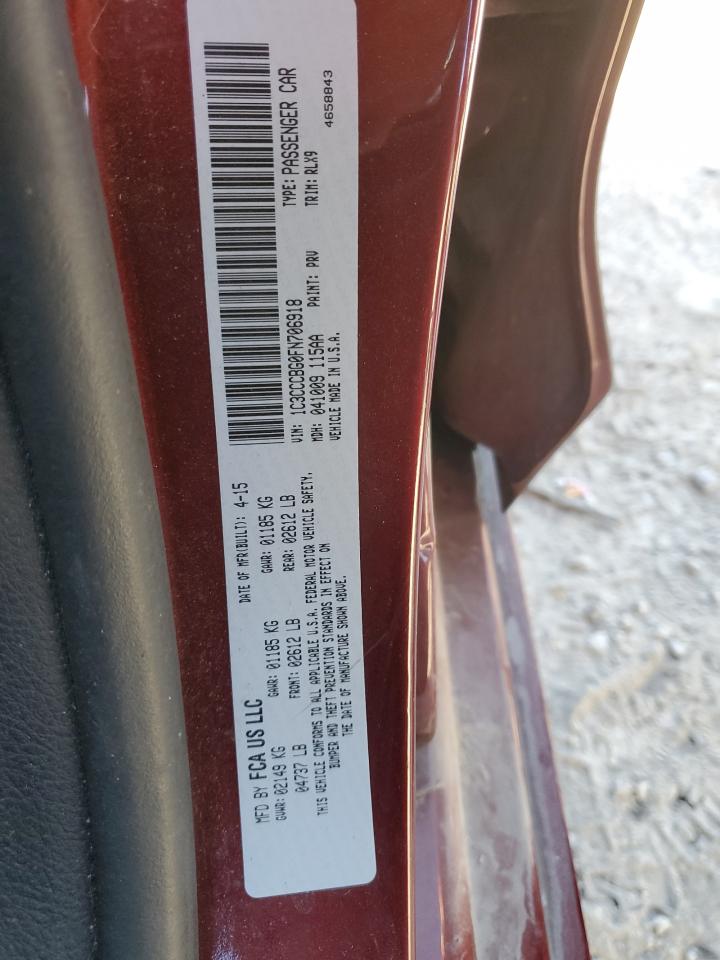 MFD BY FCA US LLC DATE OF MFR(BUILT): 4-15
GVWR: 02149 KG GAWR: 01185 KG GAWR: 01185 KG
04737 LB FRONT: 02612 LB REAR: 02612 LB
THIS VEHICLE CONFORMS TO ALL APPLICABLE U.S.A. FEDERAL MOTOR VEHICLE SAFETY,
BUMPER AND THEFT PREVENTION STANDARDS IN EFFECT ON
THE DATE OF MANUFACTURE SHOWN ABOVE.
VIN: 1C3CCCBG0FN706918 TYPE: PASSENGER CAR
MDH: 041009 115AA PAINT: PRV TRIM: RLX9
VEHICLE MADE IN U.S.A. 4658843